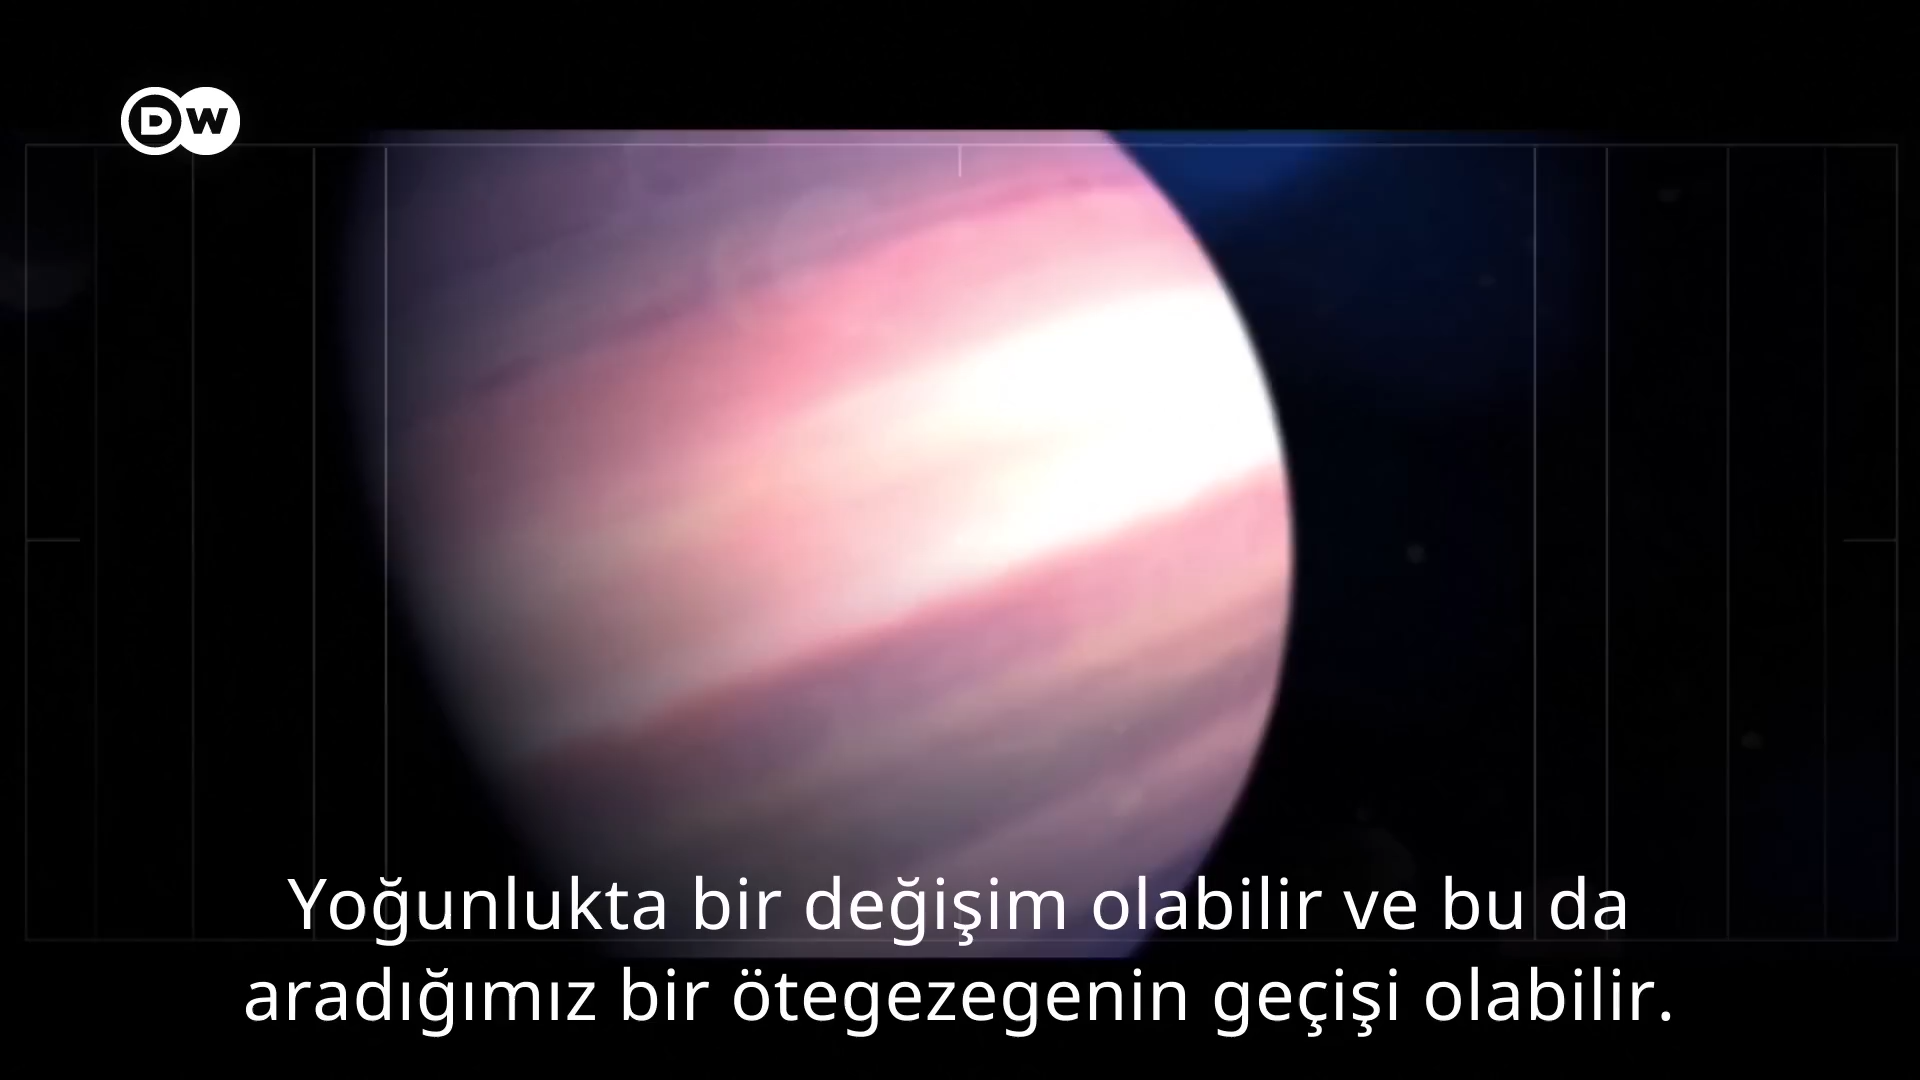 DW
Yoğunlukta bir değişim olabilir ve bu da
aradığımız bir ötegezegenin geçişi olabilir.